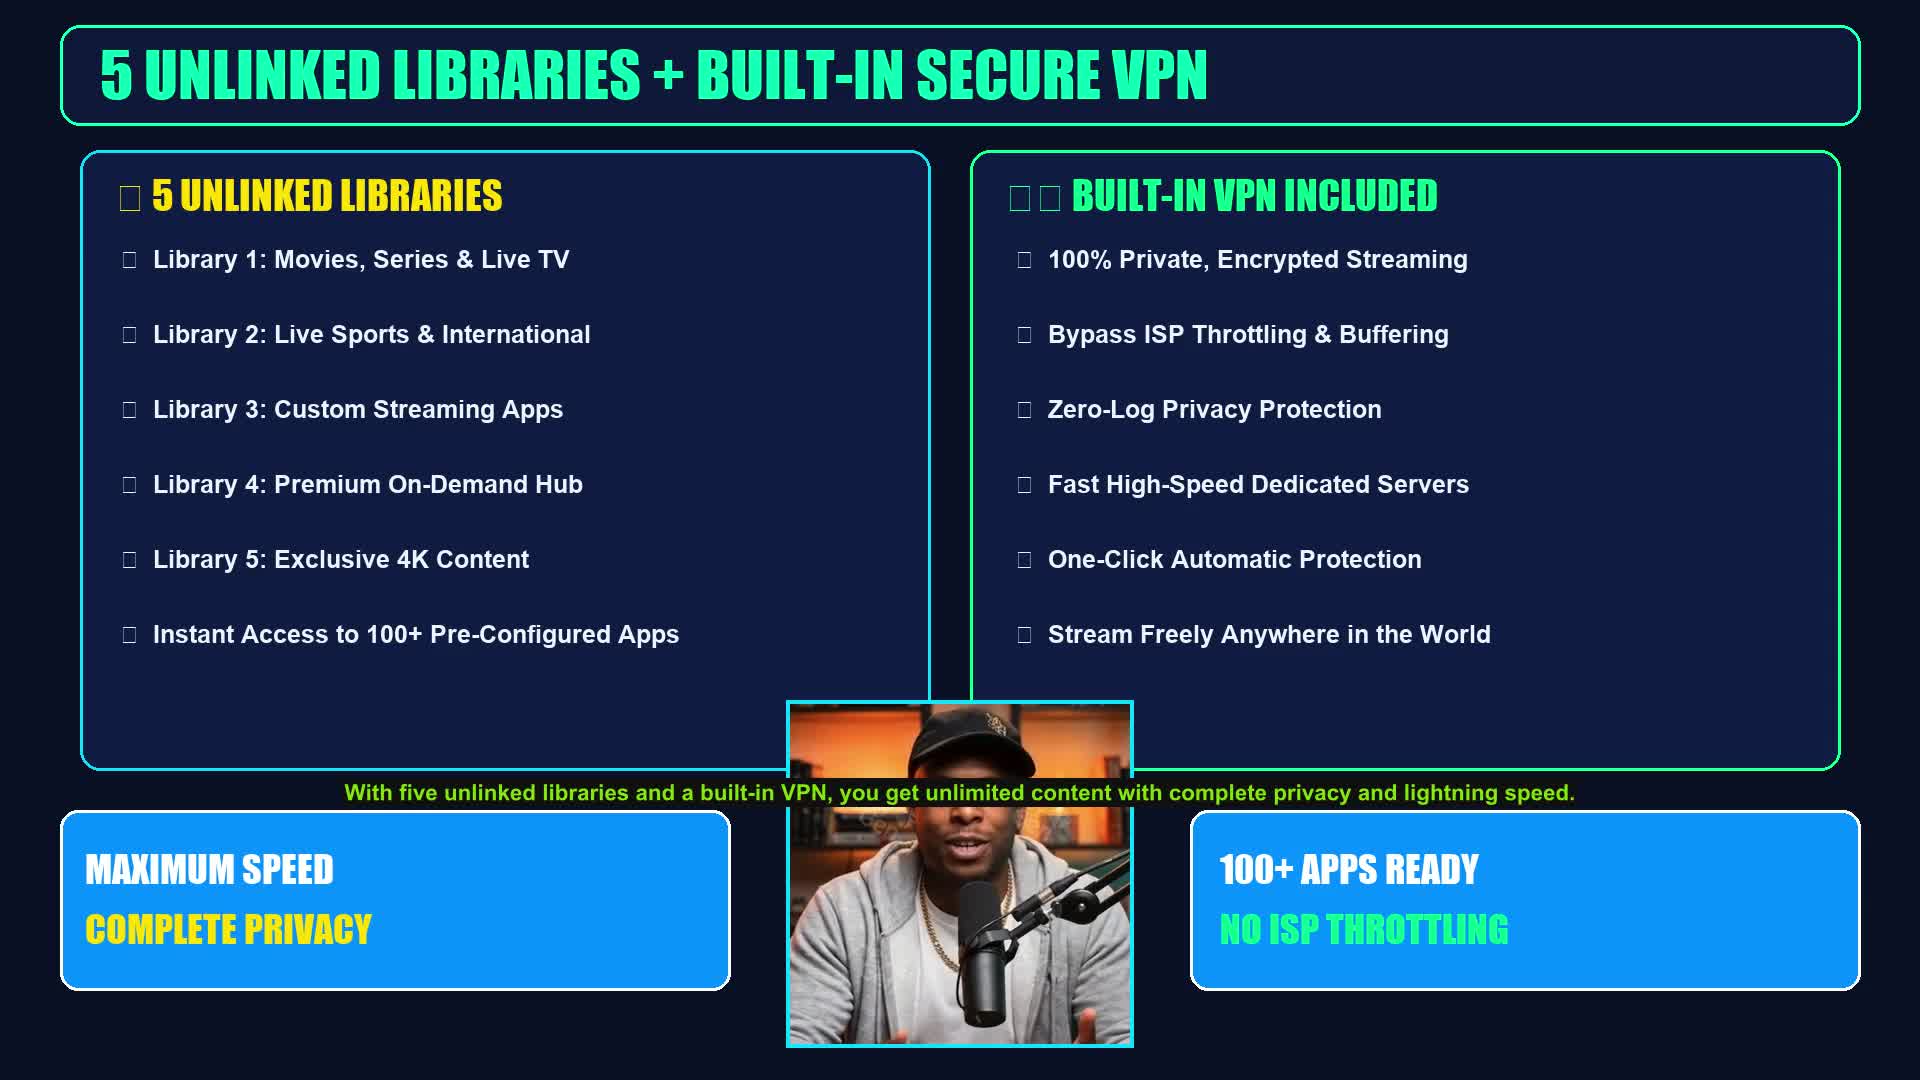 5 UNLINKED LIBRARIES + BUILT-IN SECURE VPN
5 UNLINKED LIBRARIES
Library 1: Movies, Series & Live TV
Library 2: Live Sports & International
Library 3: Custom Streaming Apps
Library 4: Premium On-Demand Hub
Library 5: Exclusive 4K Content
Instant Access to 100+ Pre-Configured Apps
BUILT-IN VPN INCLUDED
100% Private, Encrypted Streaming
Bypass ISP Throttling & Buffering
Zero-Log Privacy Protection
Fast High-Speed Dedicated Servers
One-Click Automatic Protection
Stream Freely Anywhere in the World
With five unlinked libraries and a built-in VPN, you get unlimited content with complete privacy and lightning speed.
MAXIMUM SPEED
COMPLETE PRIVACY
100+ APPS READY
NO ISP THROTTLING